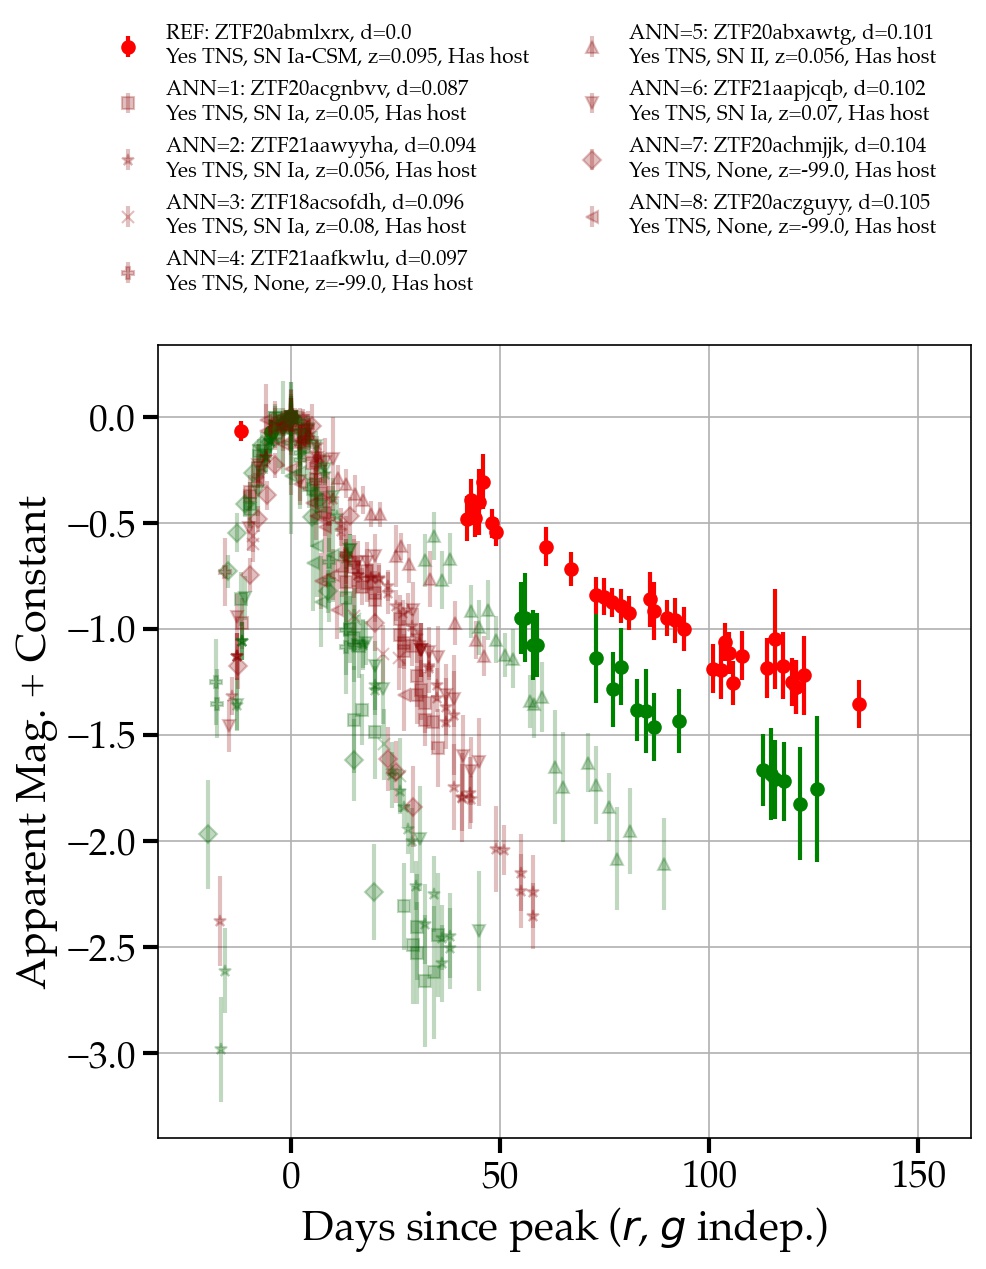 REF: ZTF20abmlxrx, d=0.0
Yes TNS, SN Ia-CSM, z=0.095, Has host
ANN=1: ZTF20acgnbvv, d=0.087
Yes TNS, SN Ia, z=0.05, Has host
ANN=2: ZTF21aawyyha, d=0.094
Yes TNS, SN Ia, z=0.056, Has host
ANN=3: ZTF18acsofdh, d=0.096
Yes TNS, SN Ia, z=0.08, Has host
ANN=4: ZTF21aafkwlu, d=0.097
Yes TNS, None, z=-99.0, Has host
ANN=5: ZTF20abxawtg, d=0.101
Yes TNS, SN II, z=0.056, Has host
ANN=6: ZTF21aapjcqb, d=0.102
Yes TNS, SN Ia, z=0.07, Has host
ANN=7: ZTF20achmjjk, d=0.104
Yes TNS, None, z=-99.0, Has host
ANN=8: ZTF20aczguyy, d=0.105
Yes TNS, None, z=-99.0, Has host
Apparent Mag. + Constant
0.0
−0.5
−1.0
−1.5
−2.0
−2.5
−3.0
0
50
100
150
Days since peak (r, g indep.)